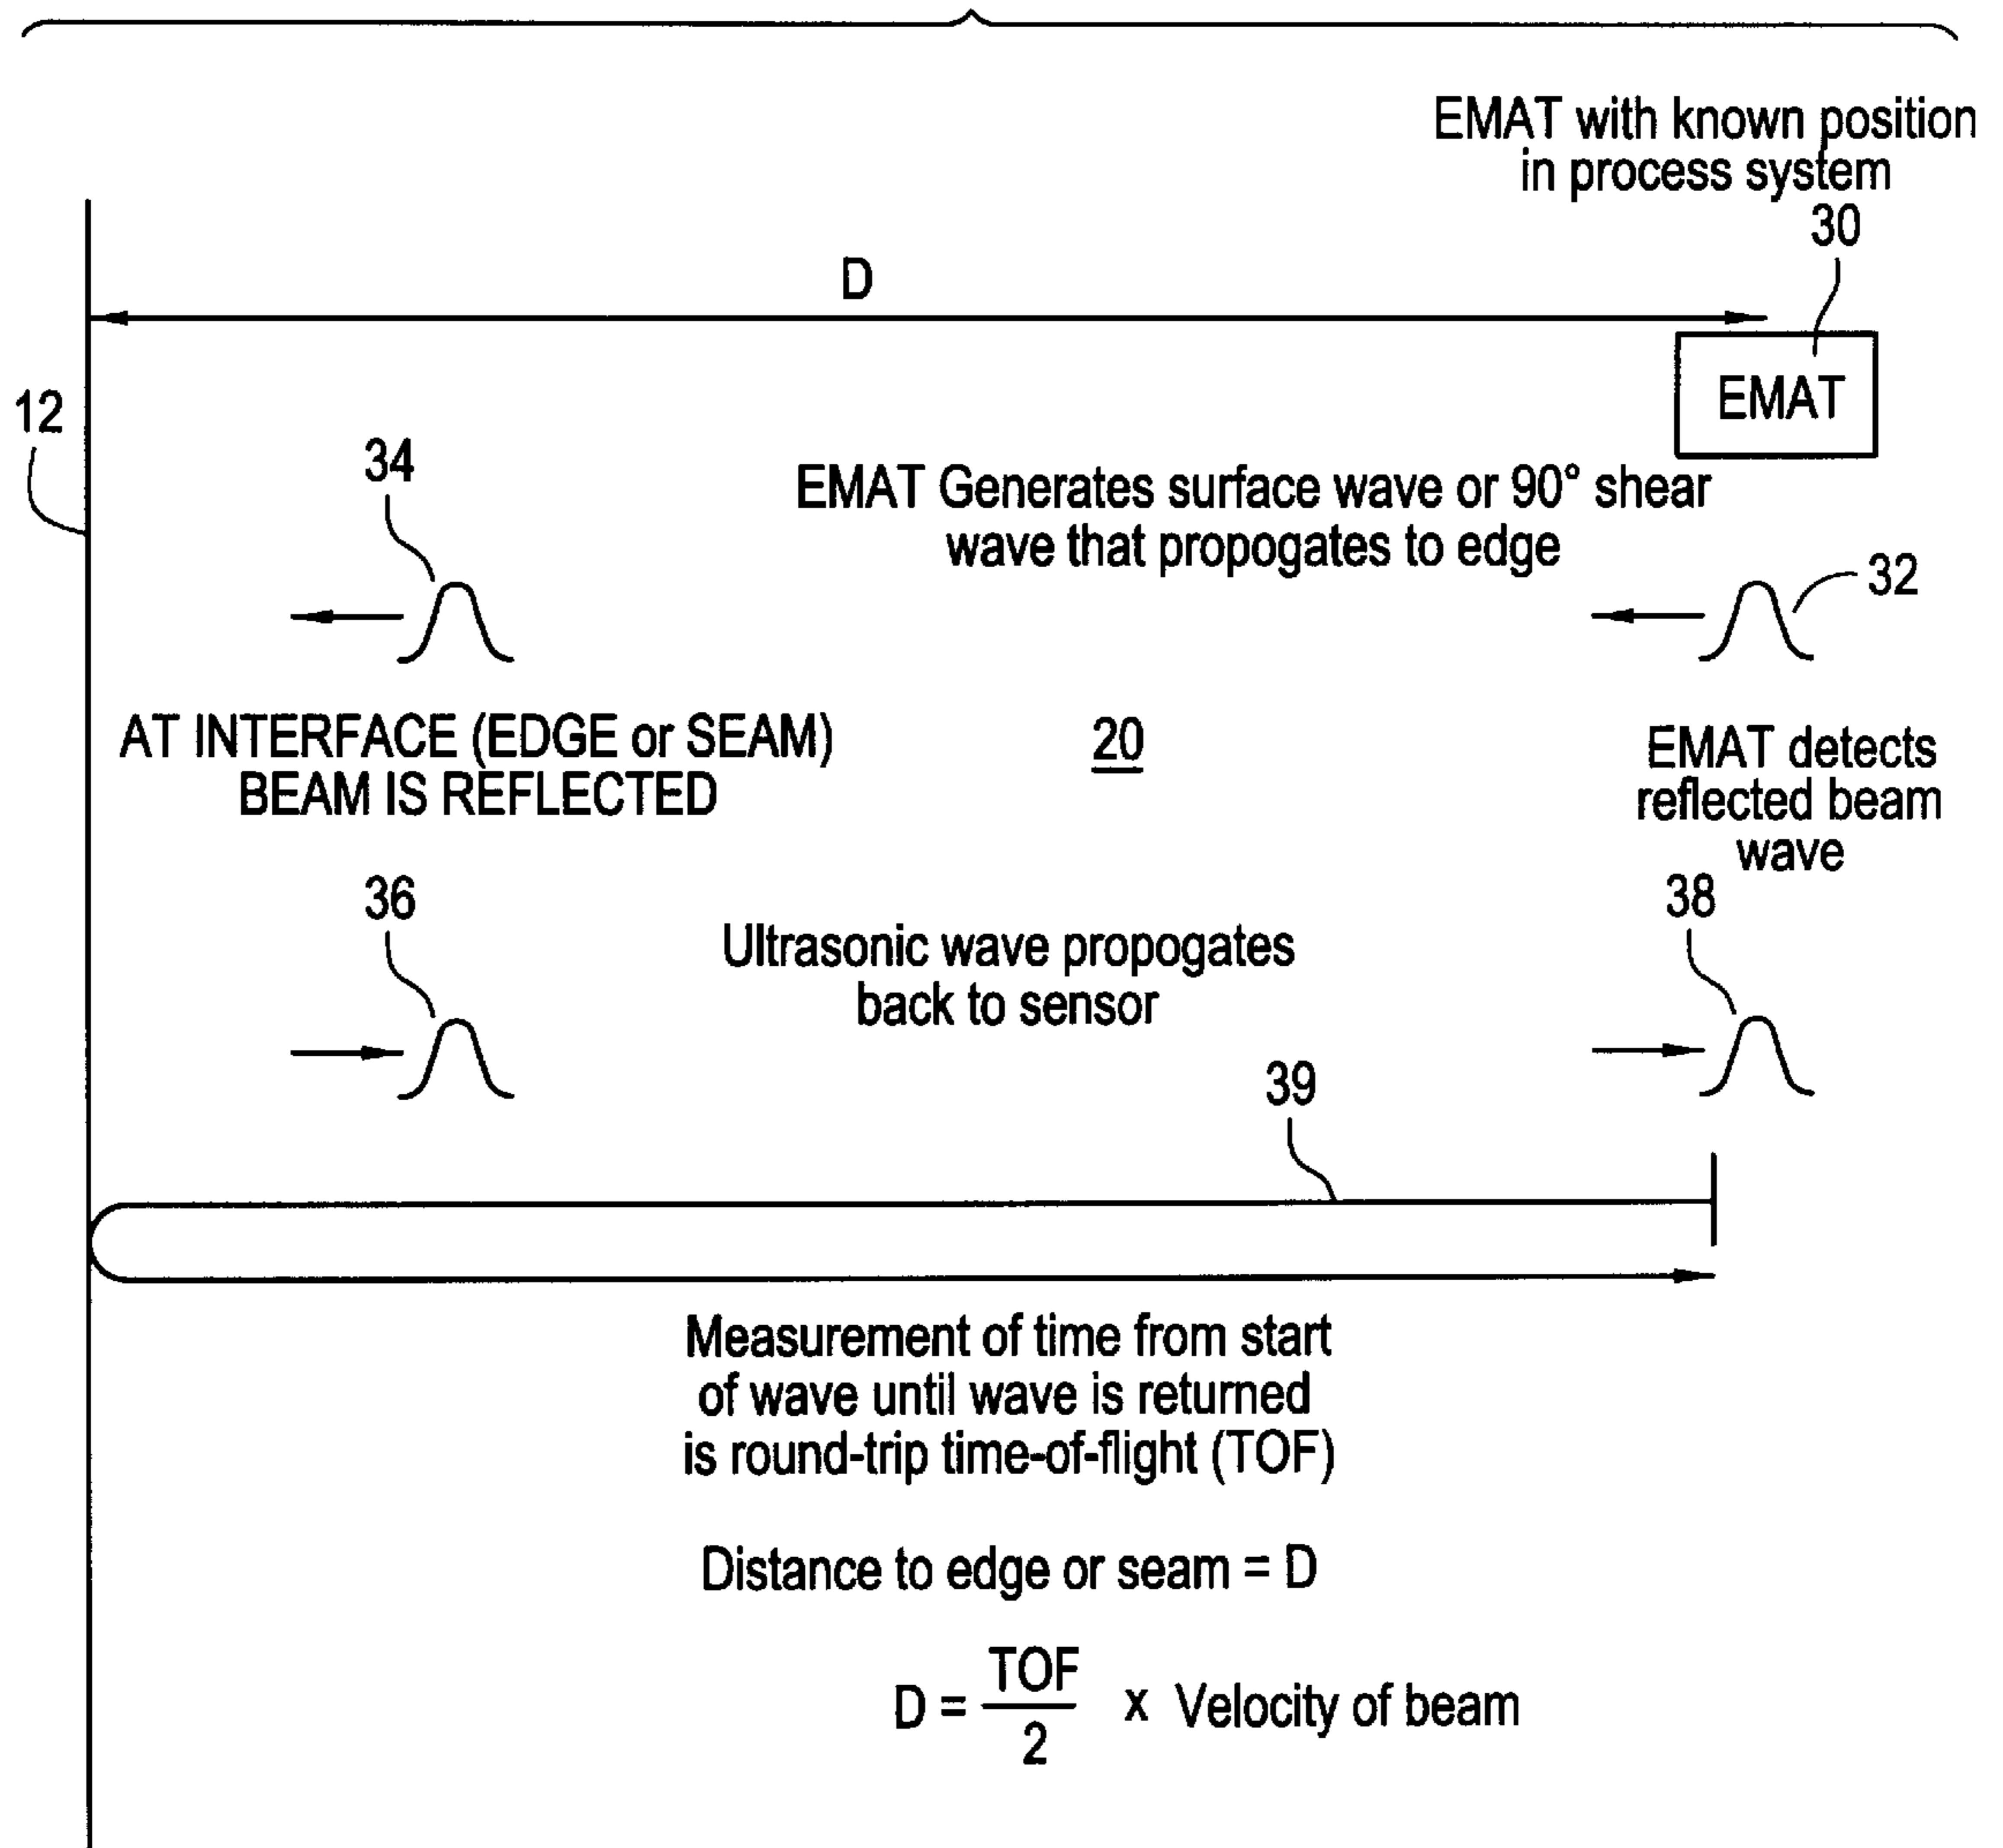 EMAT with known position
in process system
30
D
EMAT
12
34
EMAT Generates surface wave or 90° shear
wave that propogates to edge
32
AT INTERFACE (EDGE or SEAM)
BEAM IS REFLECTED
20
EMAT detects
reflected beam
wave
36
38
Ultrasonic wave propogates
back to sensor
39
Measurement of time from start
of wave until wave is returned
is round-trip time-of-flight (TOF)
Distance to edge or seam = D
D = TOF/2 x Velocity of beam